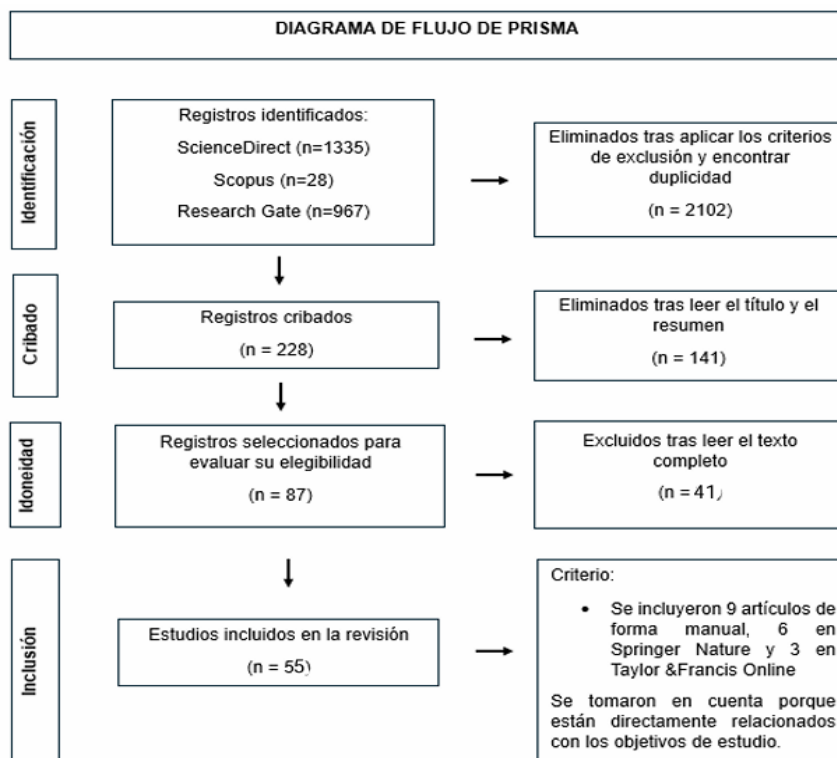 DIAGRAMA DE FLUJO DE PRISMA
Identificación
Registros identificados:
ScienceDirect (n=1335)
Scopus (n=28)
Research Gate (n=967)
Eliminados tras aplicar los criterios
de exclusión y encontrar
duplicidad
(n = 2102)
Cribado
Registros cribados
(n = 228)
Eliminados tras leer el título y el
resumen
(n = 141)
Idoneidad
Registros seleccionados para
evaluar su elegibilidad
(n = 87)
Excluidos tras leer el texto
completo
(n = 41)
Inclusión
Estudios incluidos en la revisión
(n = 55)
Criterio:
• Se incluyeron 9 artículos de
forma manual, 6 en
Springer Nature y 3 en
Taylor &Francis Online
Se tomaron en cuenta porque
están directamente relacionados
con los objetivos de estudio.